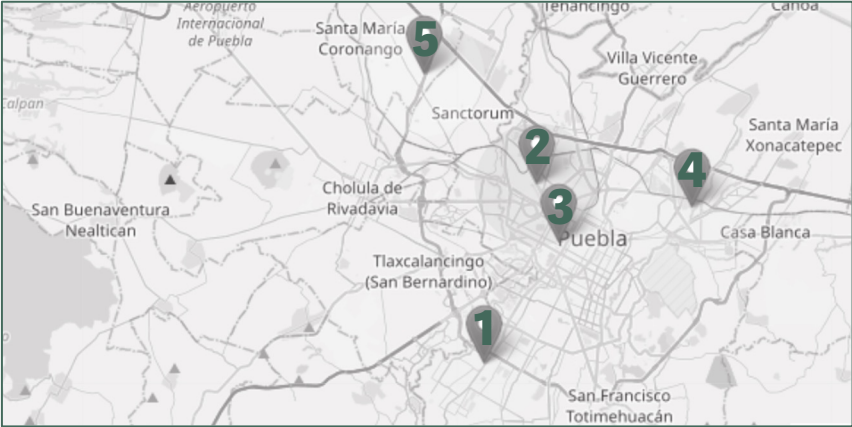 Aeropuerto
Internacional
de Puebla
Santa María
Coronango
5
Tenancingo
Canoa
Villa Vicente
Guerrero
Calpan
Sanctorum
Santa María
Xonacatepec
2
4
Cholula de
Rivadavia
San Buenaventura
Nealtican
3
Puebla
Casa Blanca
Tlaxcalancingo
(San Bernardino)
1
San Francisco
Totimehuacán